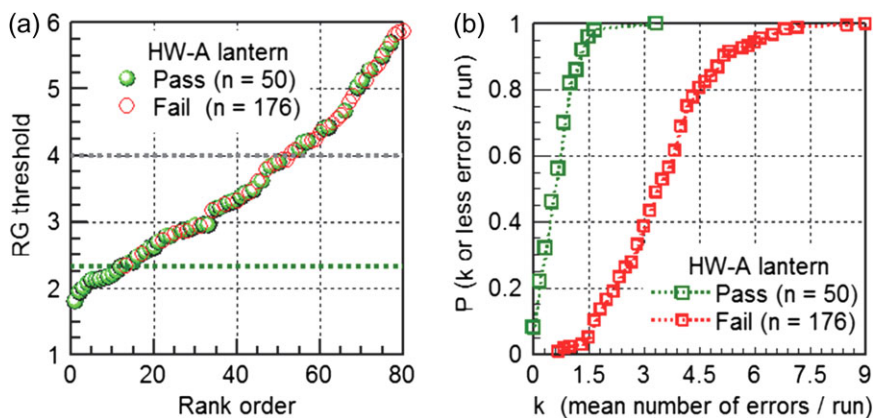 (a)
HW-A lantern
Pass (n = 50)
Fail (n = 176)
RG threshold
6
5
4
3
2
1
0
20
40
60
80
Rank order
(b)
P (k or less errors / run)
1
0.8
0.6
0.4
0.2
0
HW-A lantern
Pass (n = 50)
Fail (n = 176)
0
1.5
3
4.5
6
7.5
9
k (mean number of errors / run)